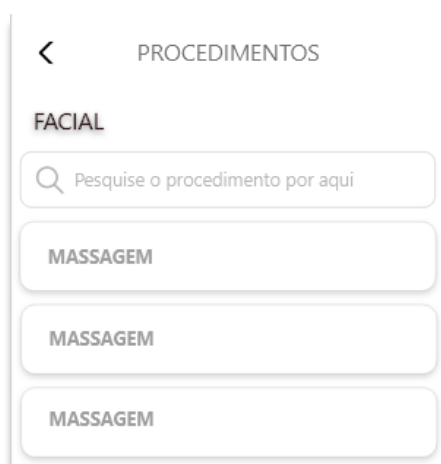 PROCEDIMENTOS
FACIAL
Pesquise o procedimento por aqui
MASSAGEM
MASSAGEM
MASSAGEM